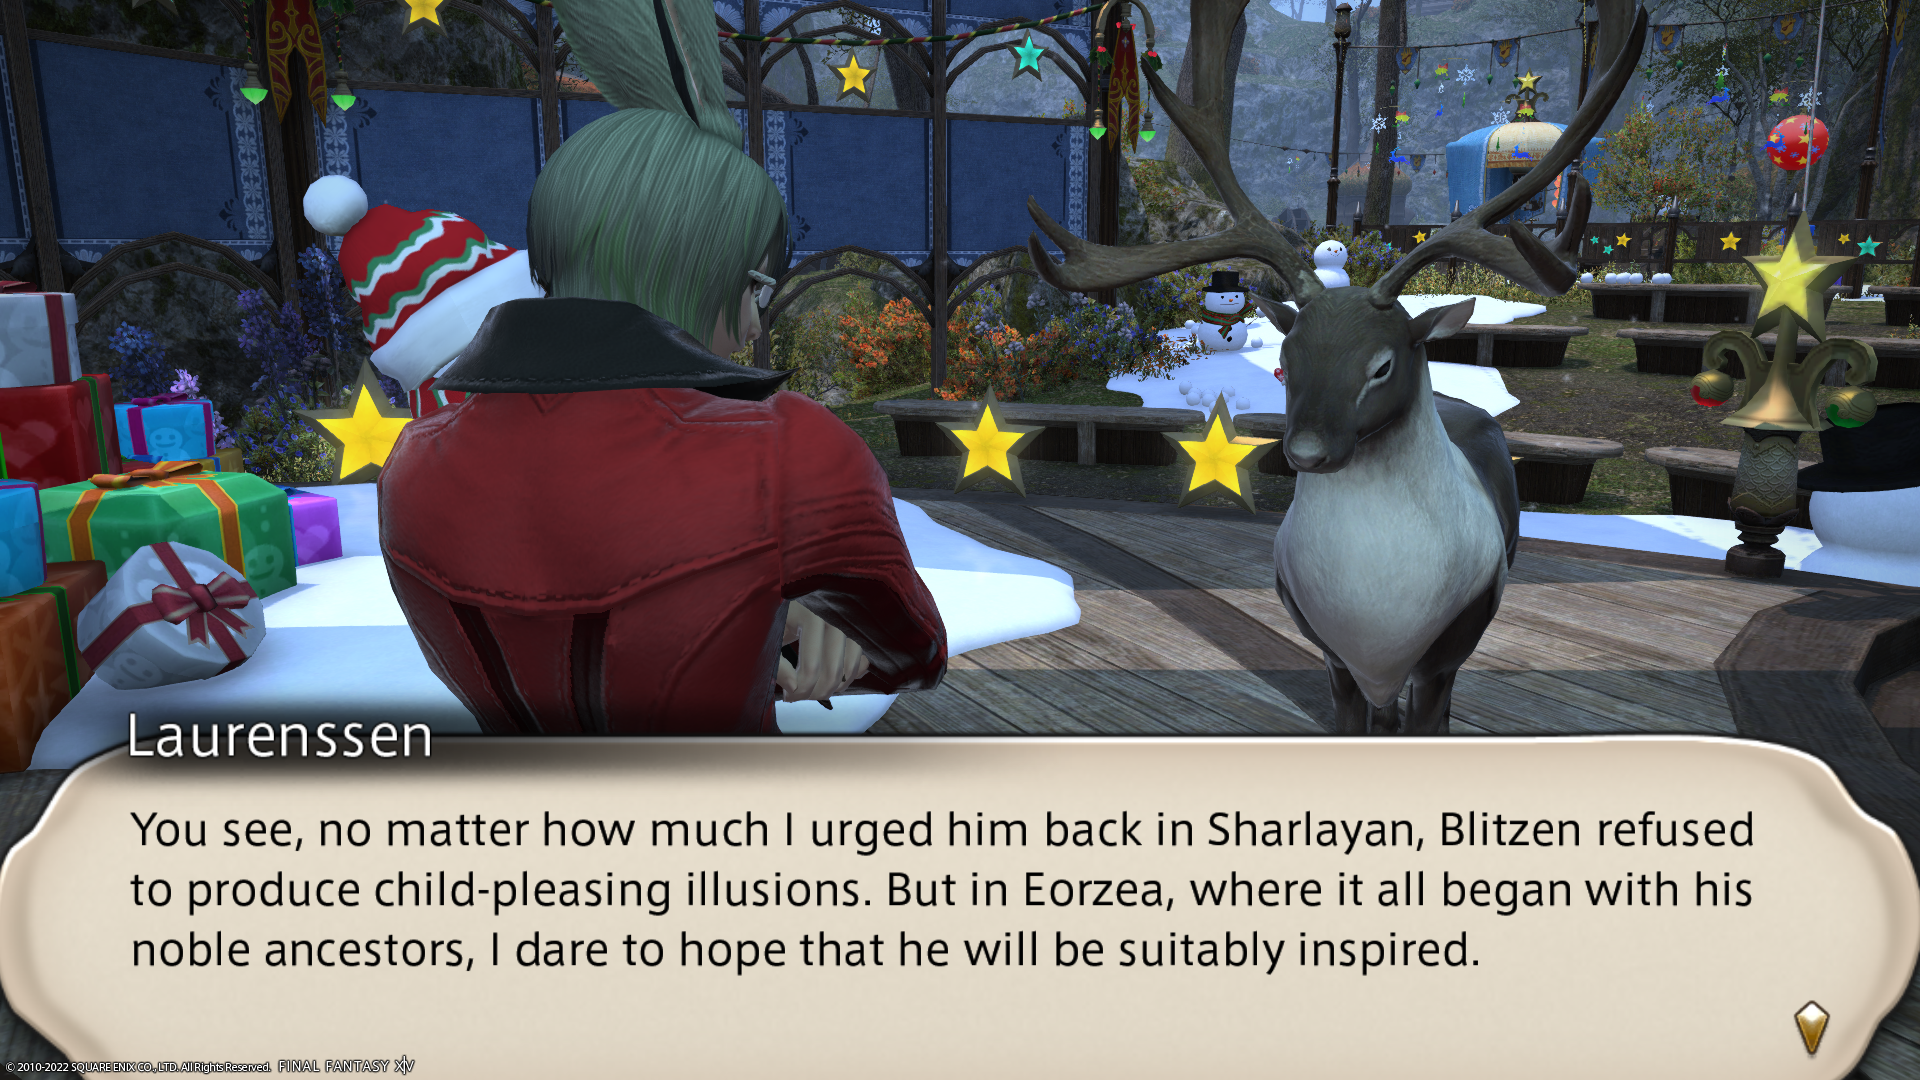 Laurenssen
You see, no matter how much I urged him back in Sharlayan, Blitzen refused
to produce child-pleasing illusions. But in Eorzea, where it all began with his
noble ancestors, I dare to hope that he will be suitably inspired.
© 2010-2022 SQUARE ENIX CO., LTD. All Rights Reserved. FINAL FANTASY XIV